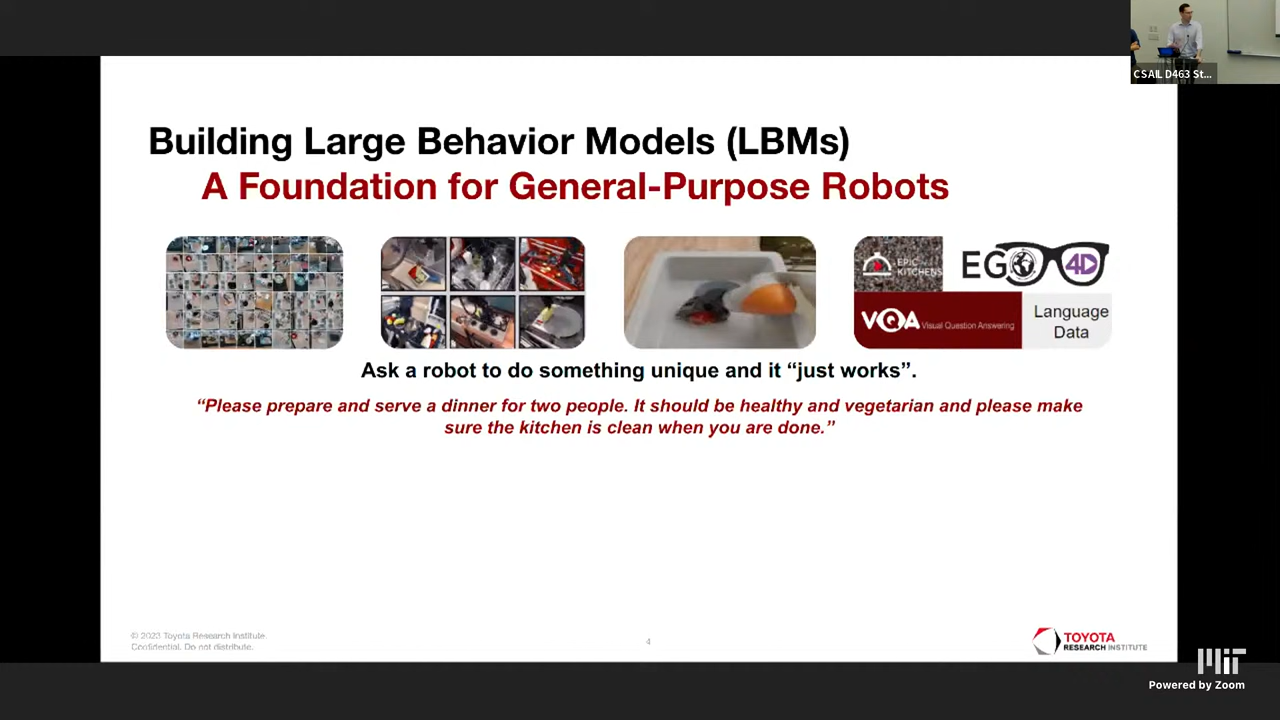 CSAIL D463 St...
Building Large Behavior Models (LBMs)
A Foundation for General-Purpose Robots
EPIC
KITCHENS
EGO 4D
VQA Visual Question Answering
Language
Data
Ask a robot to do something unique and it “just works”.
“Please prepare and serve a dinner for two people. It should be healthy and vegetarian and please make
sure the kitchen is clean when you are done.”
© 2023 Toyota Research Institute.
Confidential. Do not distribute.
4
TOYOTA
RESEARCH INSTITUTE
MIT
Powered by Zoom